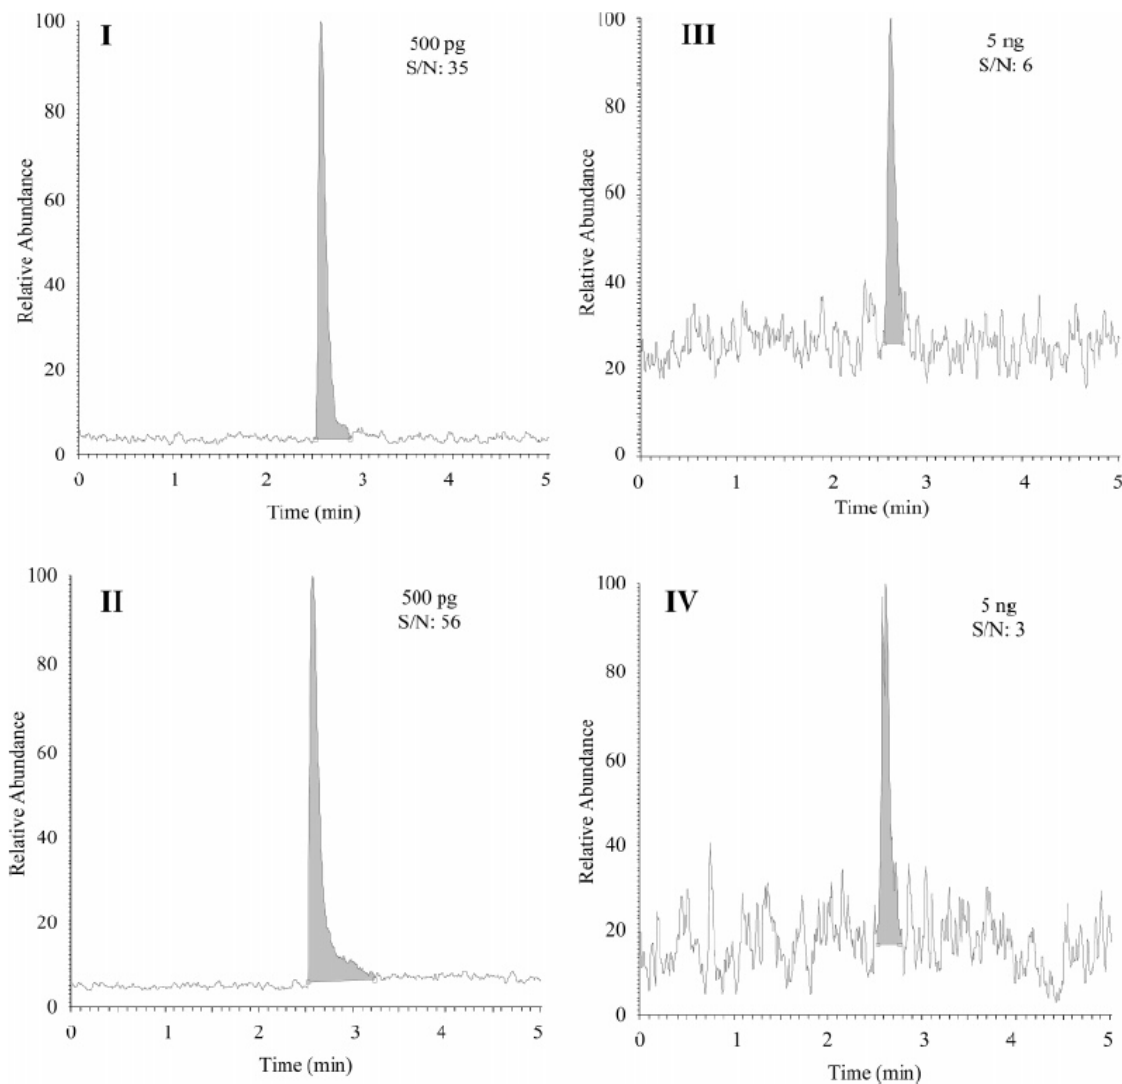 I
500 pg
S/N: 35
100
80
60
40
20
0
Relative Abundance
0 1 2 3 4 5
Time (min)
III
5 ng
S/N: 6
100
80
60
40
20
0
Relative Abundance
0 1 2 3 4 5
Time (min)
II
500 pg
S/N: 56
100
80
60
40
20
0
Relative Abundance
0 1 2 3 4 5
Time (min)
IV
5 ng
S/N: 3
100
80
60
40
20
0
Relative Abundance
0 1 2 3 4 5
Time (min)